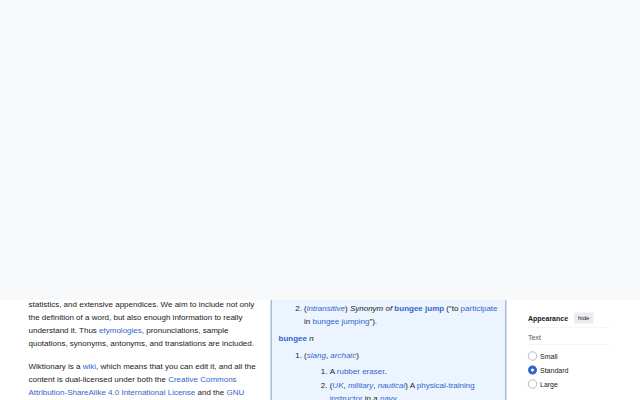 statistics, and extensive appendices. We aim to include not only
the definition of a word, but also enough information to really
understand it. Thus etymologies, pronunciations, sample
quotations, synonyms, antonyms, and translations are included.
Wiktionary is a wiki, which means that you can edit it, and all the
content is dual-licensed under both the Creative Commons
Attribution-ShareAlike 4.0 International License and the GNU
2. (intransitive) Synonym of bungee jump (“to participate
in bungee jumping”).
bungee n
1. (slang, archaic)
1. A rubber eraser.
2. (UK, military, nautical) A physical-training
instructor in a navy.
Appearance hide
Text
Small
Standard
Large